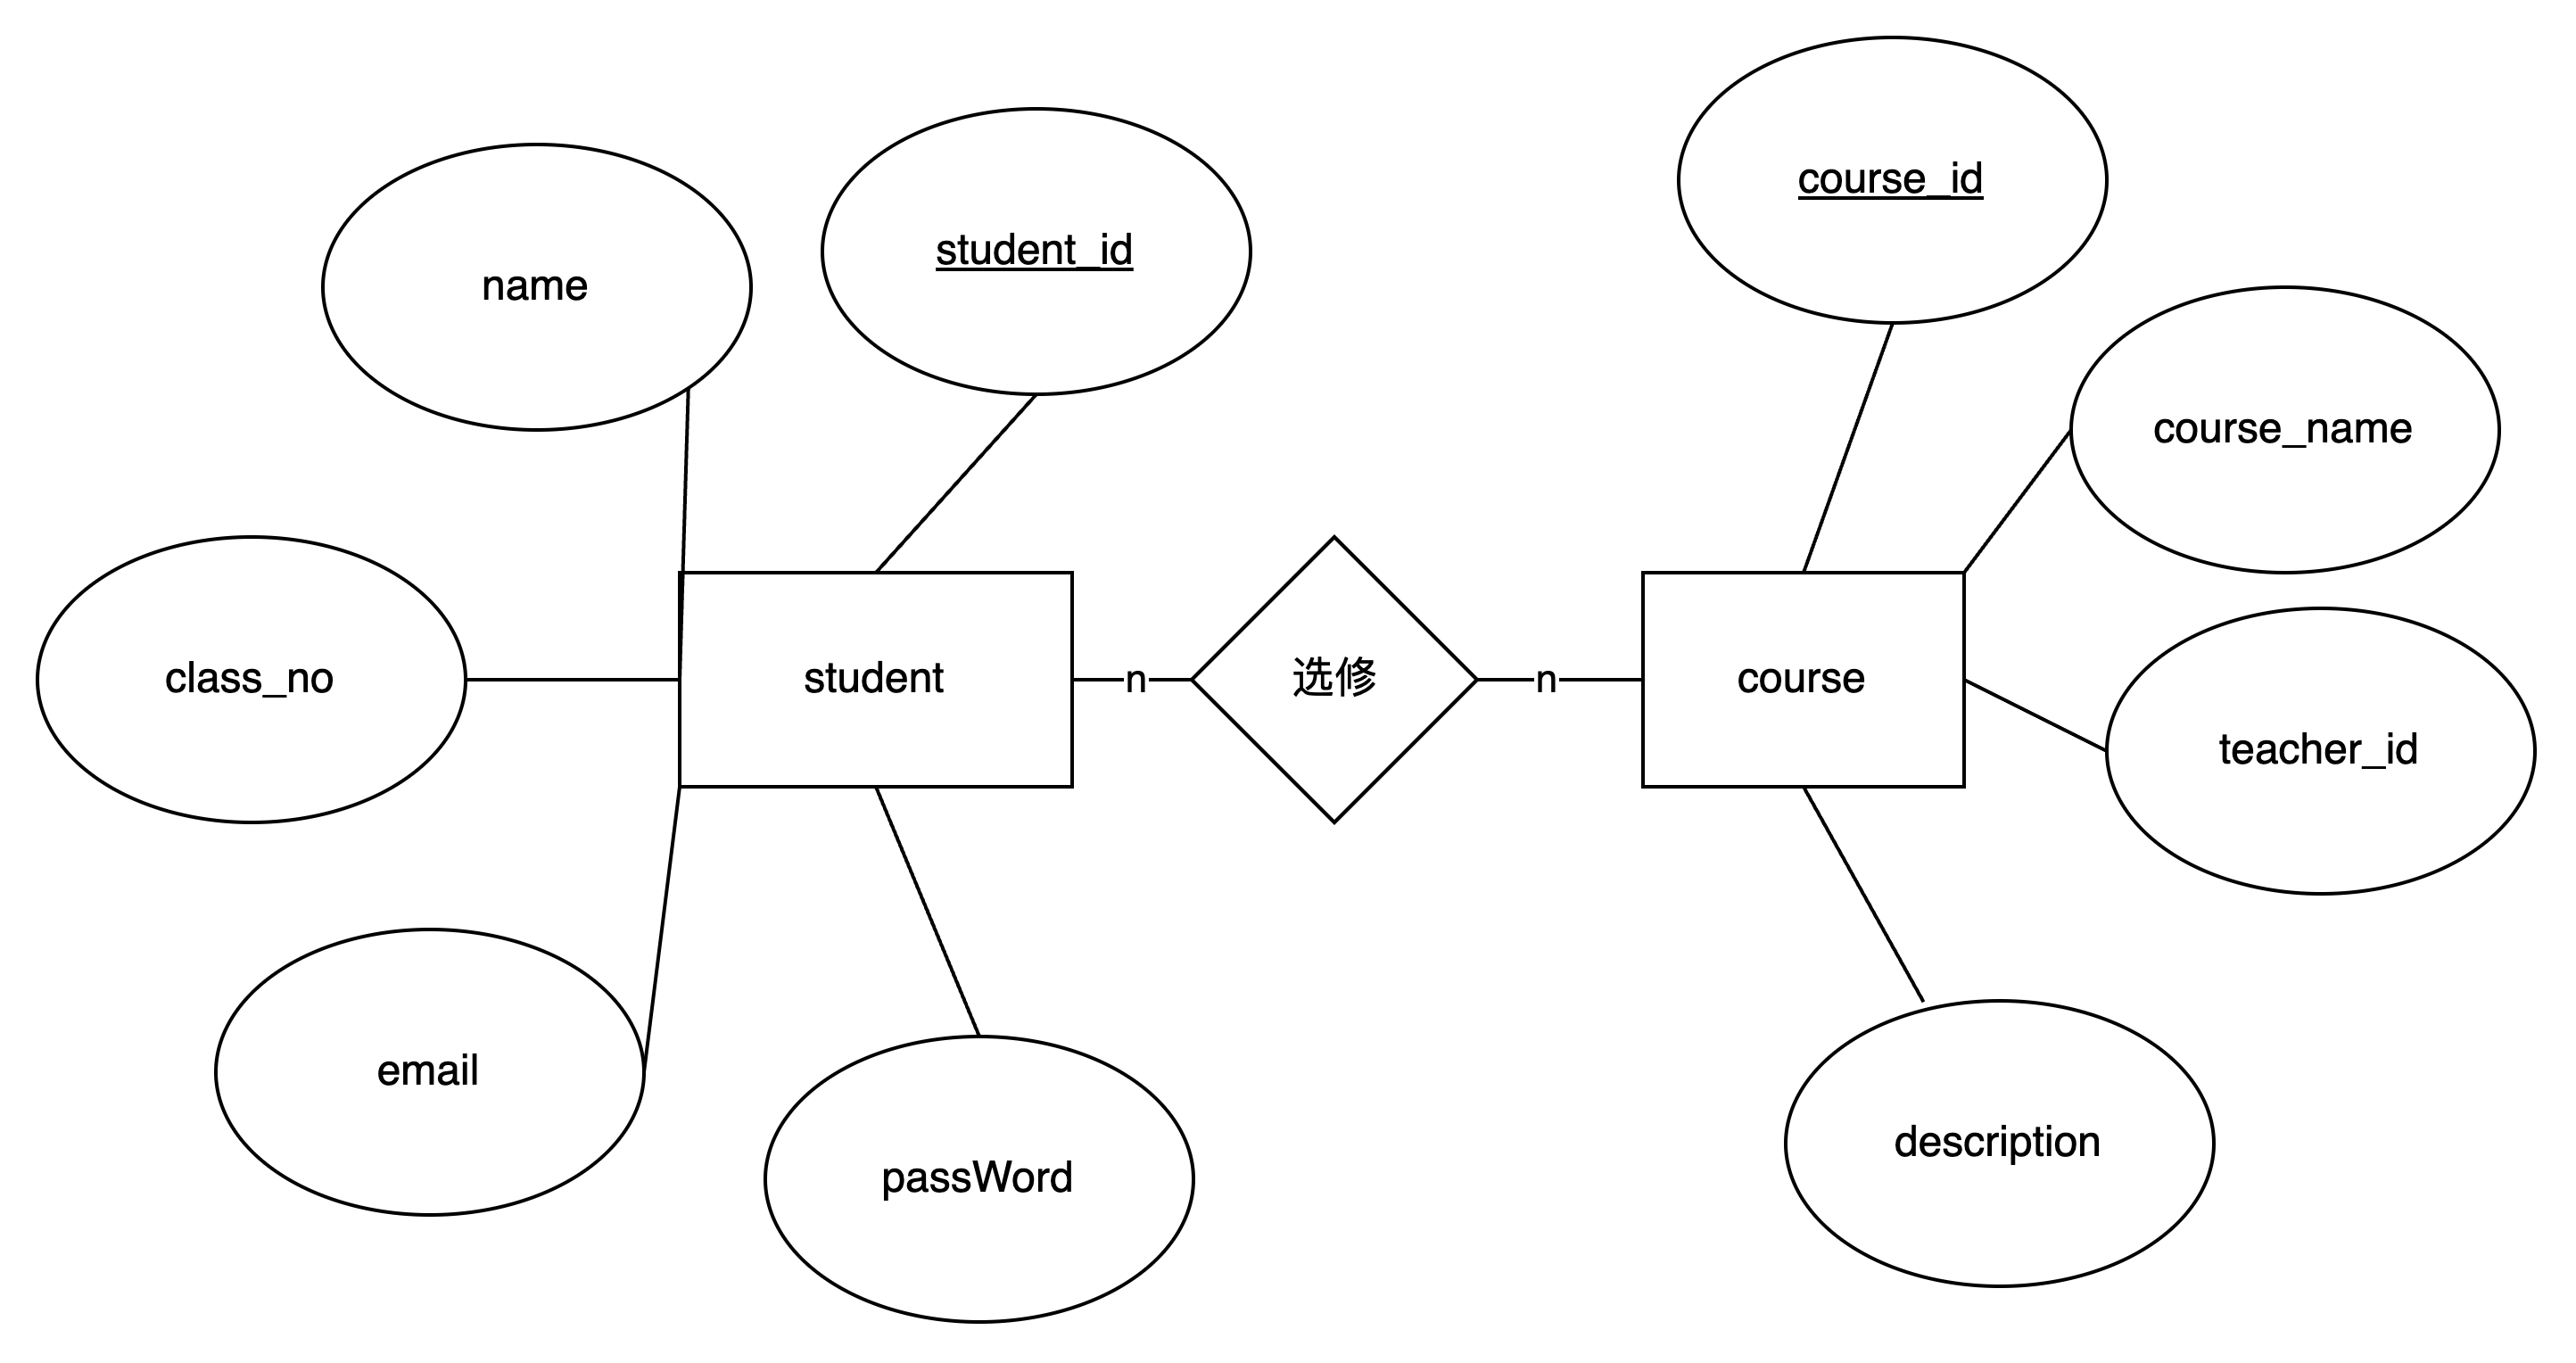 course_id
student_id
name
course_name
class_no
student
n
选修
n
course
teacher_id
email
passWord
description